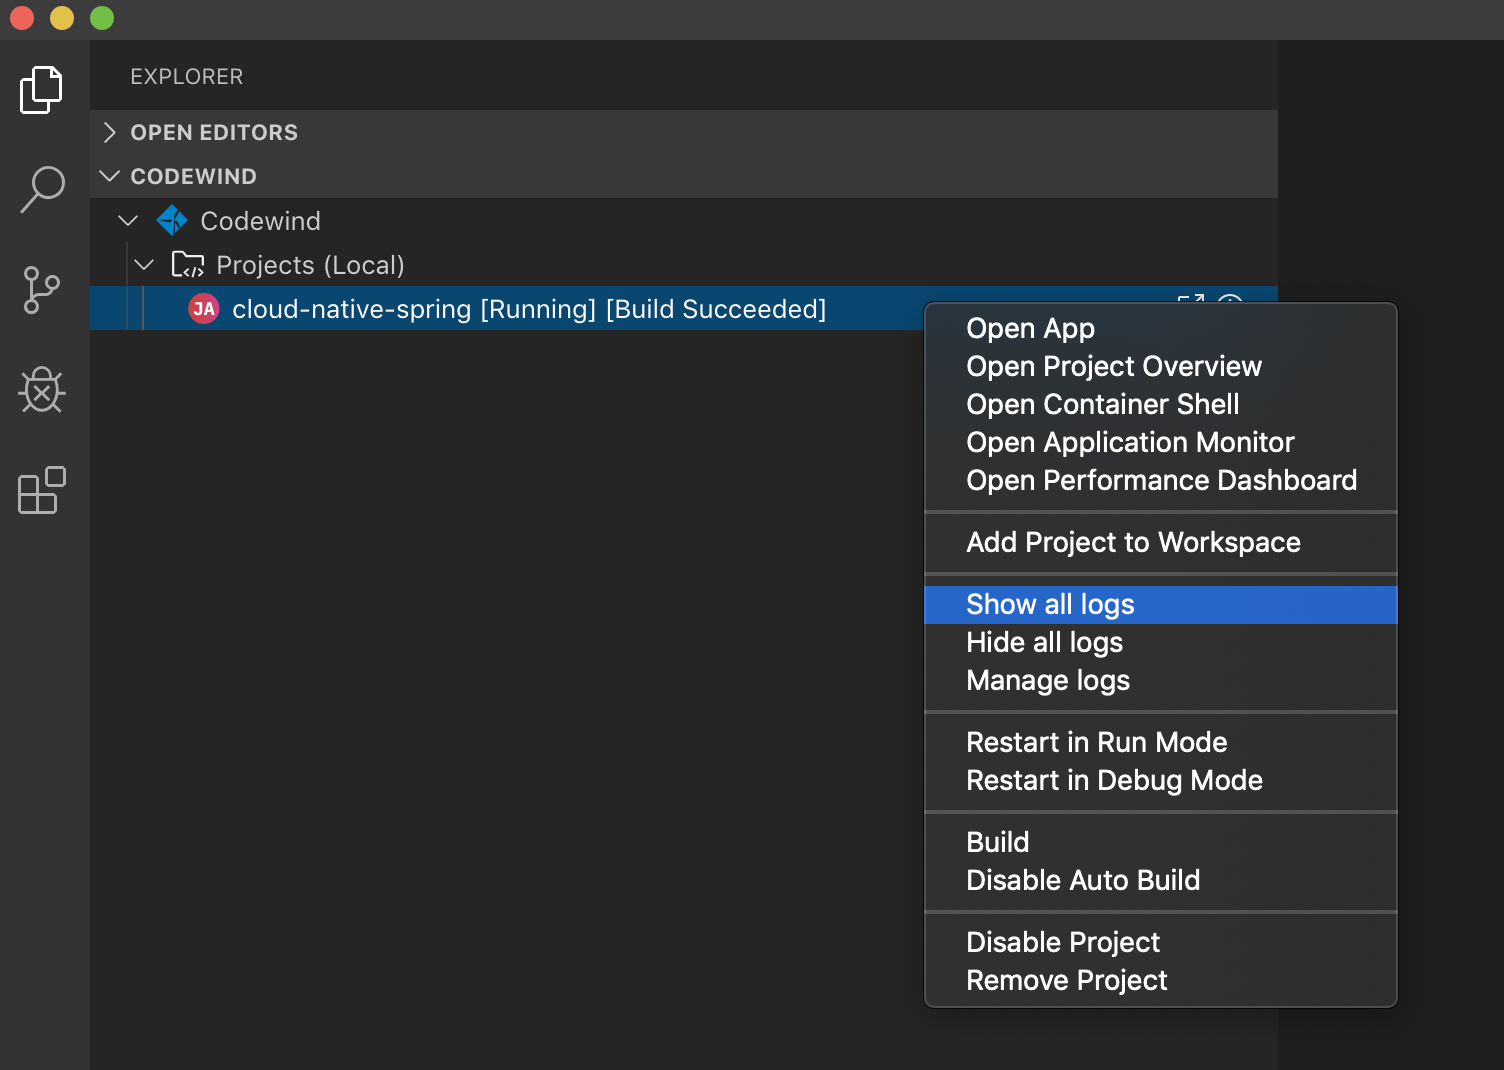 EXPLORER
OPEN EDITORS
CODEWIND
Codewind
Projects (Local)
JA cloud-native-spring [Running] [Build Succeeded]
Open App
Open Project Overview
Open Container Shell
Open Application Monitor
Open Performance Dashboard
Add Project to Workspace
Show all logs
Hide all logs
Manage logs
Restart in Run Mode
Restart in Debug Mode
Build
Disable Auto Build
Disable Project
Remove Project